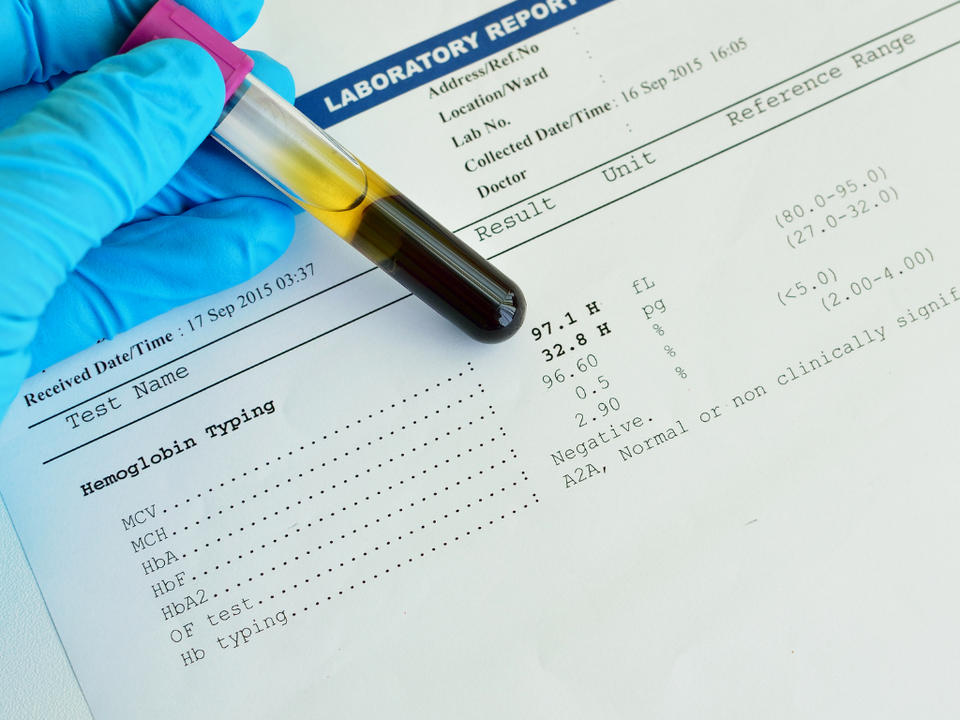 LABORATORY REPORT
Address/Ref.No :
Location/Ward :
Lab No. :
Collected Date/Time : 16 Sep 2015 16:05
Doctor :
Received Date/Time : 17 Sep 2015 03:37
Test Name Result Unit Reference Range
Hemoglobin Typing
MCV.............................: 97.1 H fL (80.0-95.0)
MCH.............................: 32.8 H pg (27.0-32.0)
HbA.............................: 96.60 %
HbF.............................: 0.5 % (<5.0)
HbA2............................: 2.90 % (2.00-4.00)
OF test.........................: Negative.
Hb typing.......................: A2A, Normal or non clinically